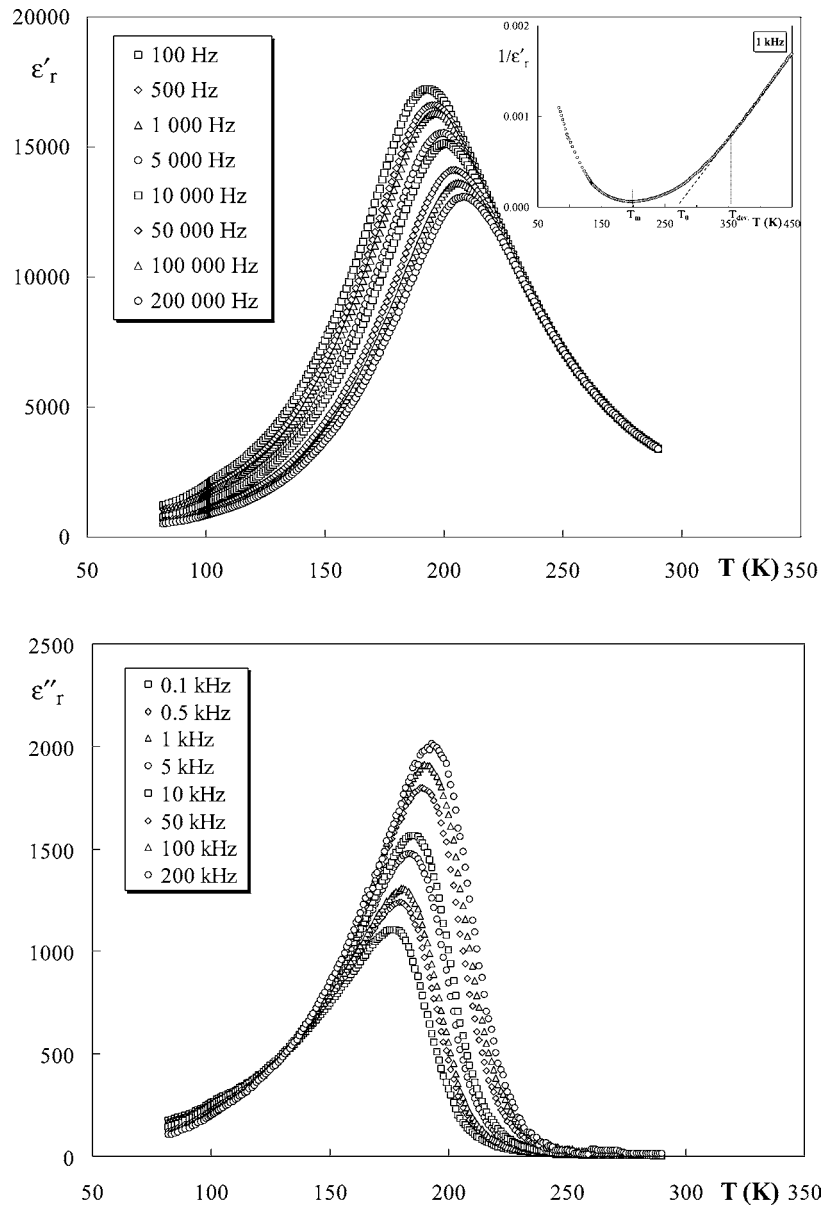 20000
ε′r
15000
10000
5000
0
100 Hz
500 Hz
1 000 Hz
5 000 Hz
10 000 Hz
50 000 Hz
100 000 Hz
200 000 Hz
0.002
1/ε′r
1 kHz
0.001
0.000
50 150 250 350 450
Tm T0 Tdiv. T (K)
50 100 150 200 250 300 350
T (K)
2500
ε″r
2000
1500
1000
500
0
0.1 kHz
0.5 kHz
1 kHz
5 kHz
10 kHz
50 kHz
100 kHz
200 kHz
50 100 150 200 250 300 350
T (K)